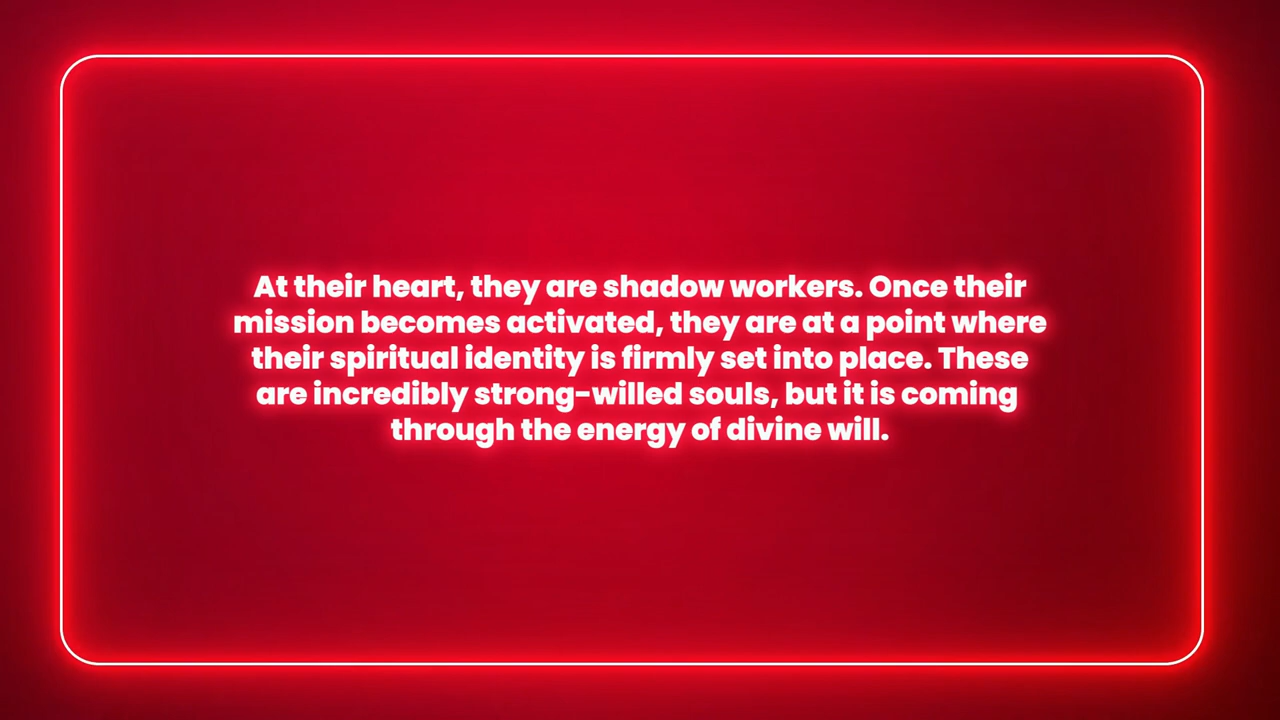 At their heart, they are shadow workers. Once their
mission becomes activated, they are at a point where
their spiritual identity is firmly set into place. These
are incredibly strong-willed souls, but it is coming
through the energy of divine will.